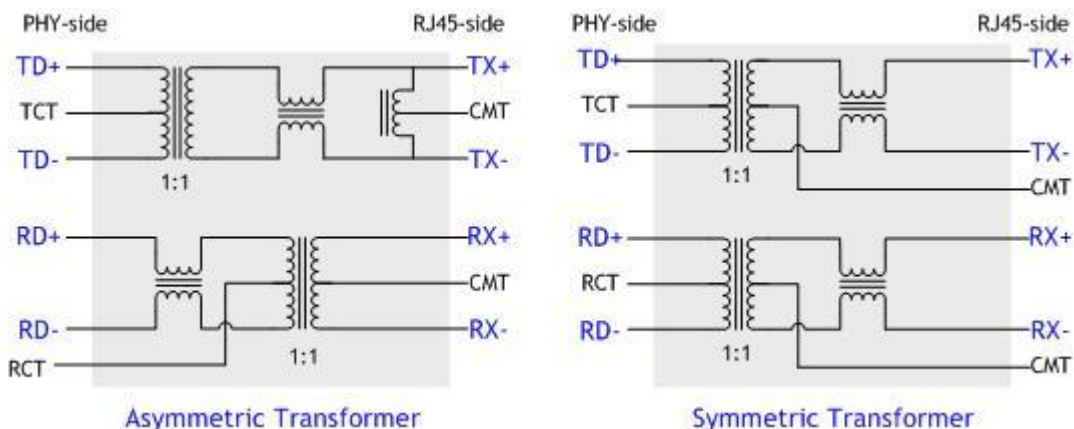 PHY-side
RJ45-side
TD+
TX+
TCT
CMT
TD-
TX-
1:1
RD+
RX+
CMT
RD-
RX-
RCT
1:1
Asymmetric Transformer
PHY-side
RJ45-side
TD+
TX+
TCT
TD-
TX-
1:1
CMT
RD+
RX+
RCT
RD-
RX-
1:1
CMT
Symmetric Transformer